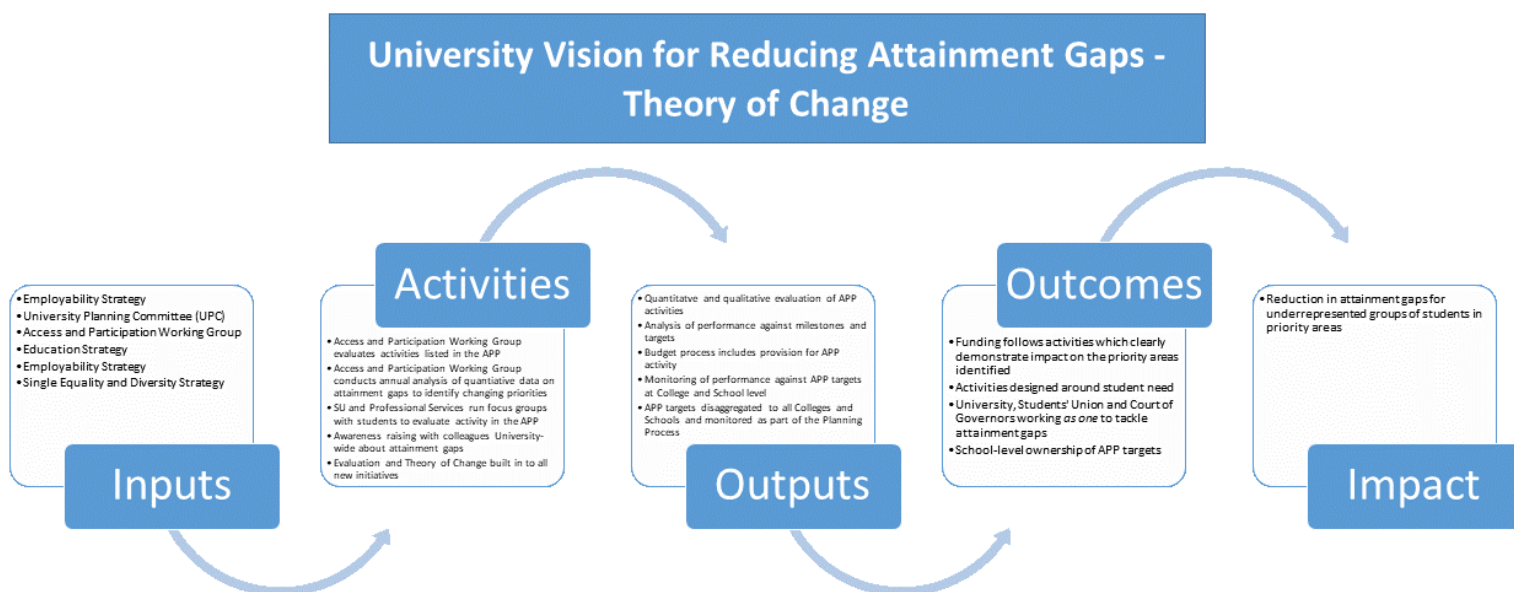 University Vision for Reducing Attainment Gaps -
Theory of Change
•Employability Strategy
•University Planning Committee (UPC)
•Access and Participation Working Group
•Education Strategy
•Employability Strategy
•Single Equality and Diversity Strategy
Inputs
Activities
•Access and Participation Working Group
evaluates activities listed in the APP
•Access and Participation Working Group
conducts annual analysis of quantiative data on
attainment gaps to identify changing priorities
•SU and Professional Services run focus groups
with students to evaluate activity in the APP
•Awareness raising with colleagues University-
wide about attainment gaps
•Evaluation and Theory of Change built in to all
new initiatives
•Quantitatve and qualitative evaluation of APP
activities
•Analysis of performance against milestones and
targets
•Budget process includes provision for APP
activity
•Monitoring of performance against APP targets
at College and School level
•APP targets disaggregated to all Colleges and
Schools and monitored as part of the Planning
Process
Outputs
Outcomes
•Funding follows activities which clearly
demonstrate impact on the priority areas
identified
•Activities designed around student need
•University, Students' Union and Court of
Governors working as one to tackle
attainment gaps
•School-level ownership of APP targets
•Reduction in attainment gaps for
underrepresented groups of students in
priority areas
Impact